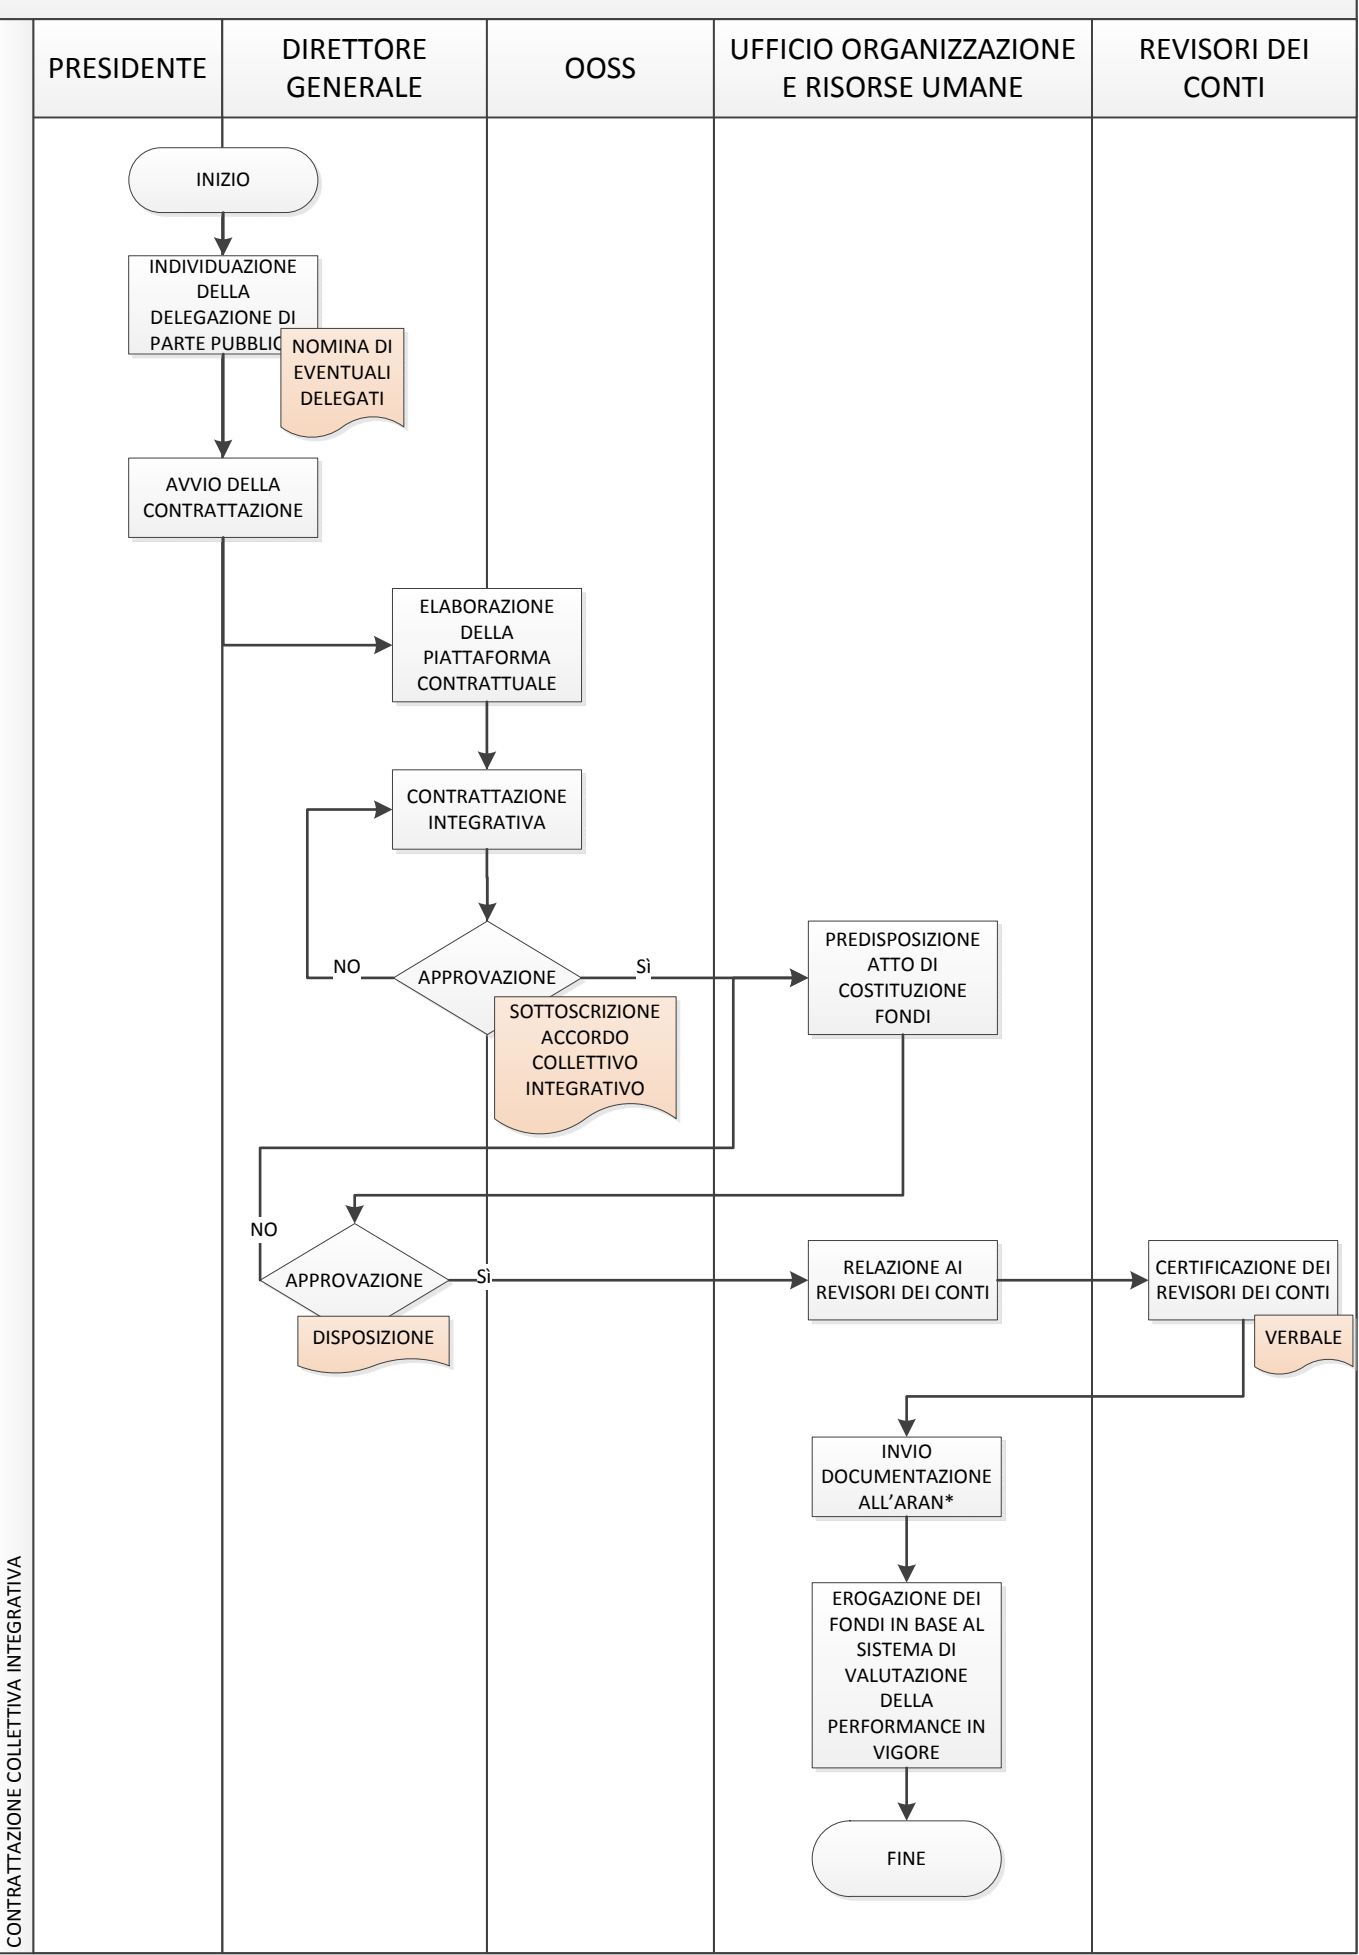 PRESIDENTE
DIRETTORE
GENERALE
OOSS
UFFICIO ORGANIZZAZIONE
E RISORSE UMANE
REVISORI DEI
CONTI
INIZIO
INDIVIDUAZIONE
DELLA
DELEGAZIONE DI
PARTE PUBBLIC
NOMINA DI
EVENTUALI
DELEGATI
AVVIO DELLA
CONTRATTAZIONE
ELABORAZIONE
DELLA
PIATTAFORMA
CONTRATTUALE
CONTRATTAZIONE
INTEGRATIVA
NO
APPROVAZIONE
Sì
SOTTOSCRIZIONE
ACCORDO
COLLETTIVO
INTEGRATIVO
PREDISPOSIZIONE
ATTO DI
COSTITUZIONE
FONDI
NO
APPROVAZIONE
Sì
DISPOSIZIONE
RELAZIONE AI
REVISORI DEI CONTI
CERTIFICAZIONE DEI
REVISORI DEI CONTI
VERBALE
INVIO
DOCUMENTAZIONE
ALL'ARAN*
EROGAZIONE DEI
FONDI IN BASE AL
SISTEMA DI
VALUTAZIONE
DELLA
PERFORMANCE IN
VIGORE
FINE
CONTRATTAZIONE COLLETTIVA INTEGRATIVA